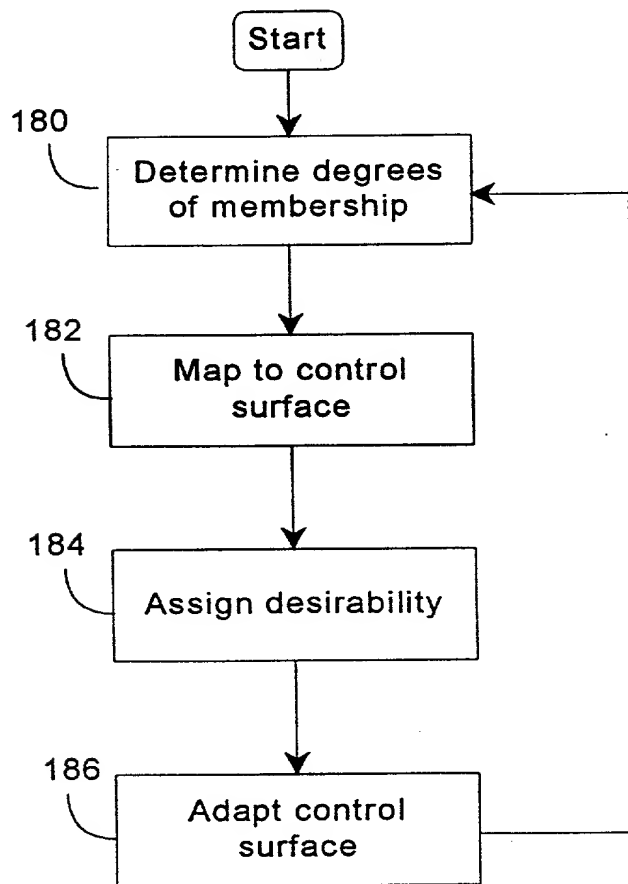 Start
180
Determine degrees
of membership
182
Map to control
surface
184
Assign desirability
186
Adapt control
surface